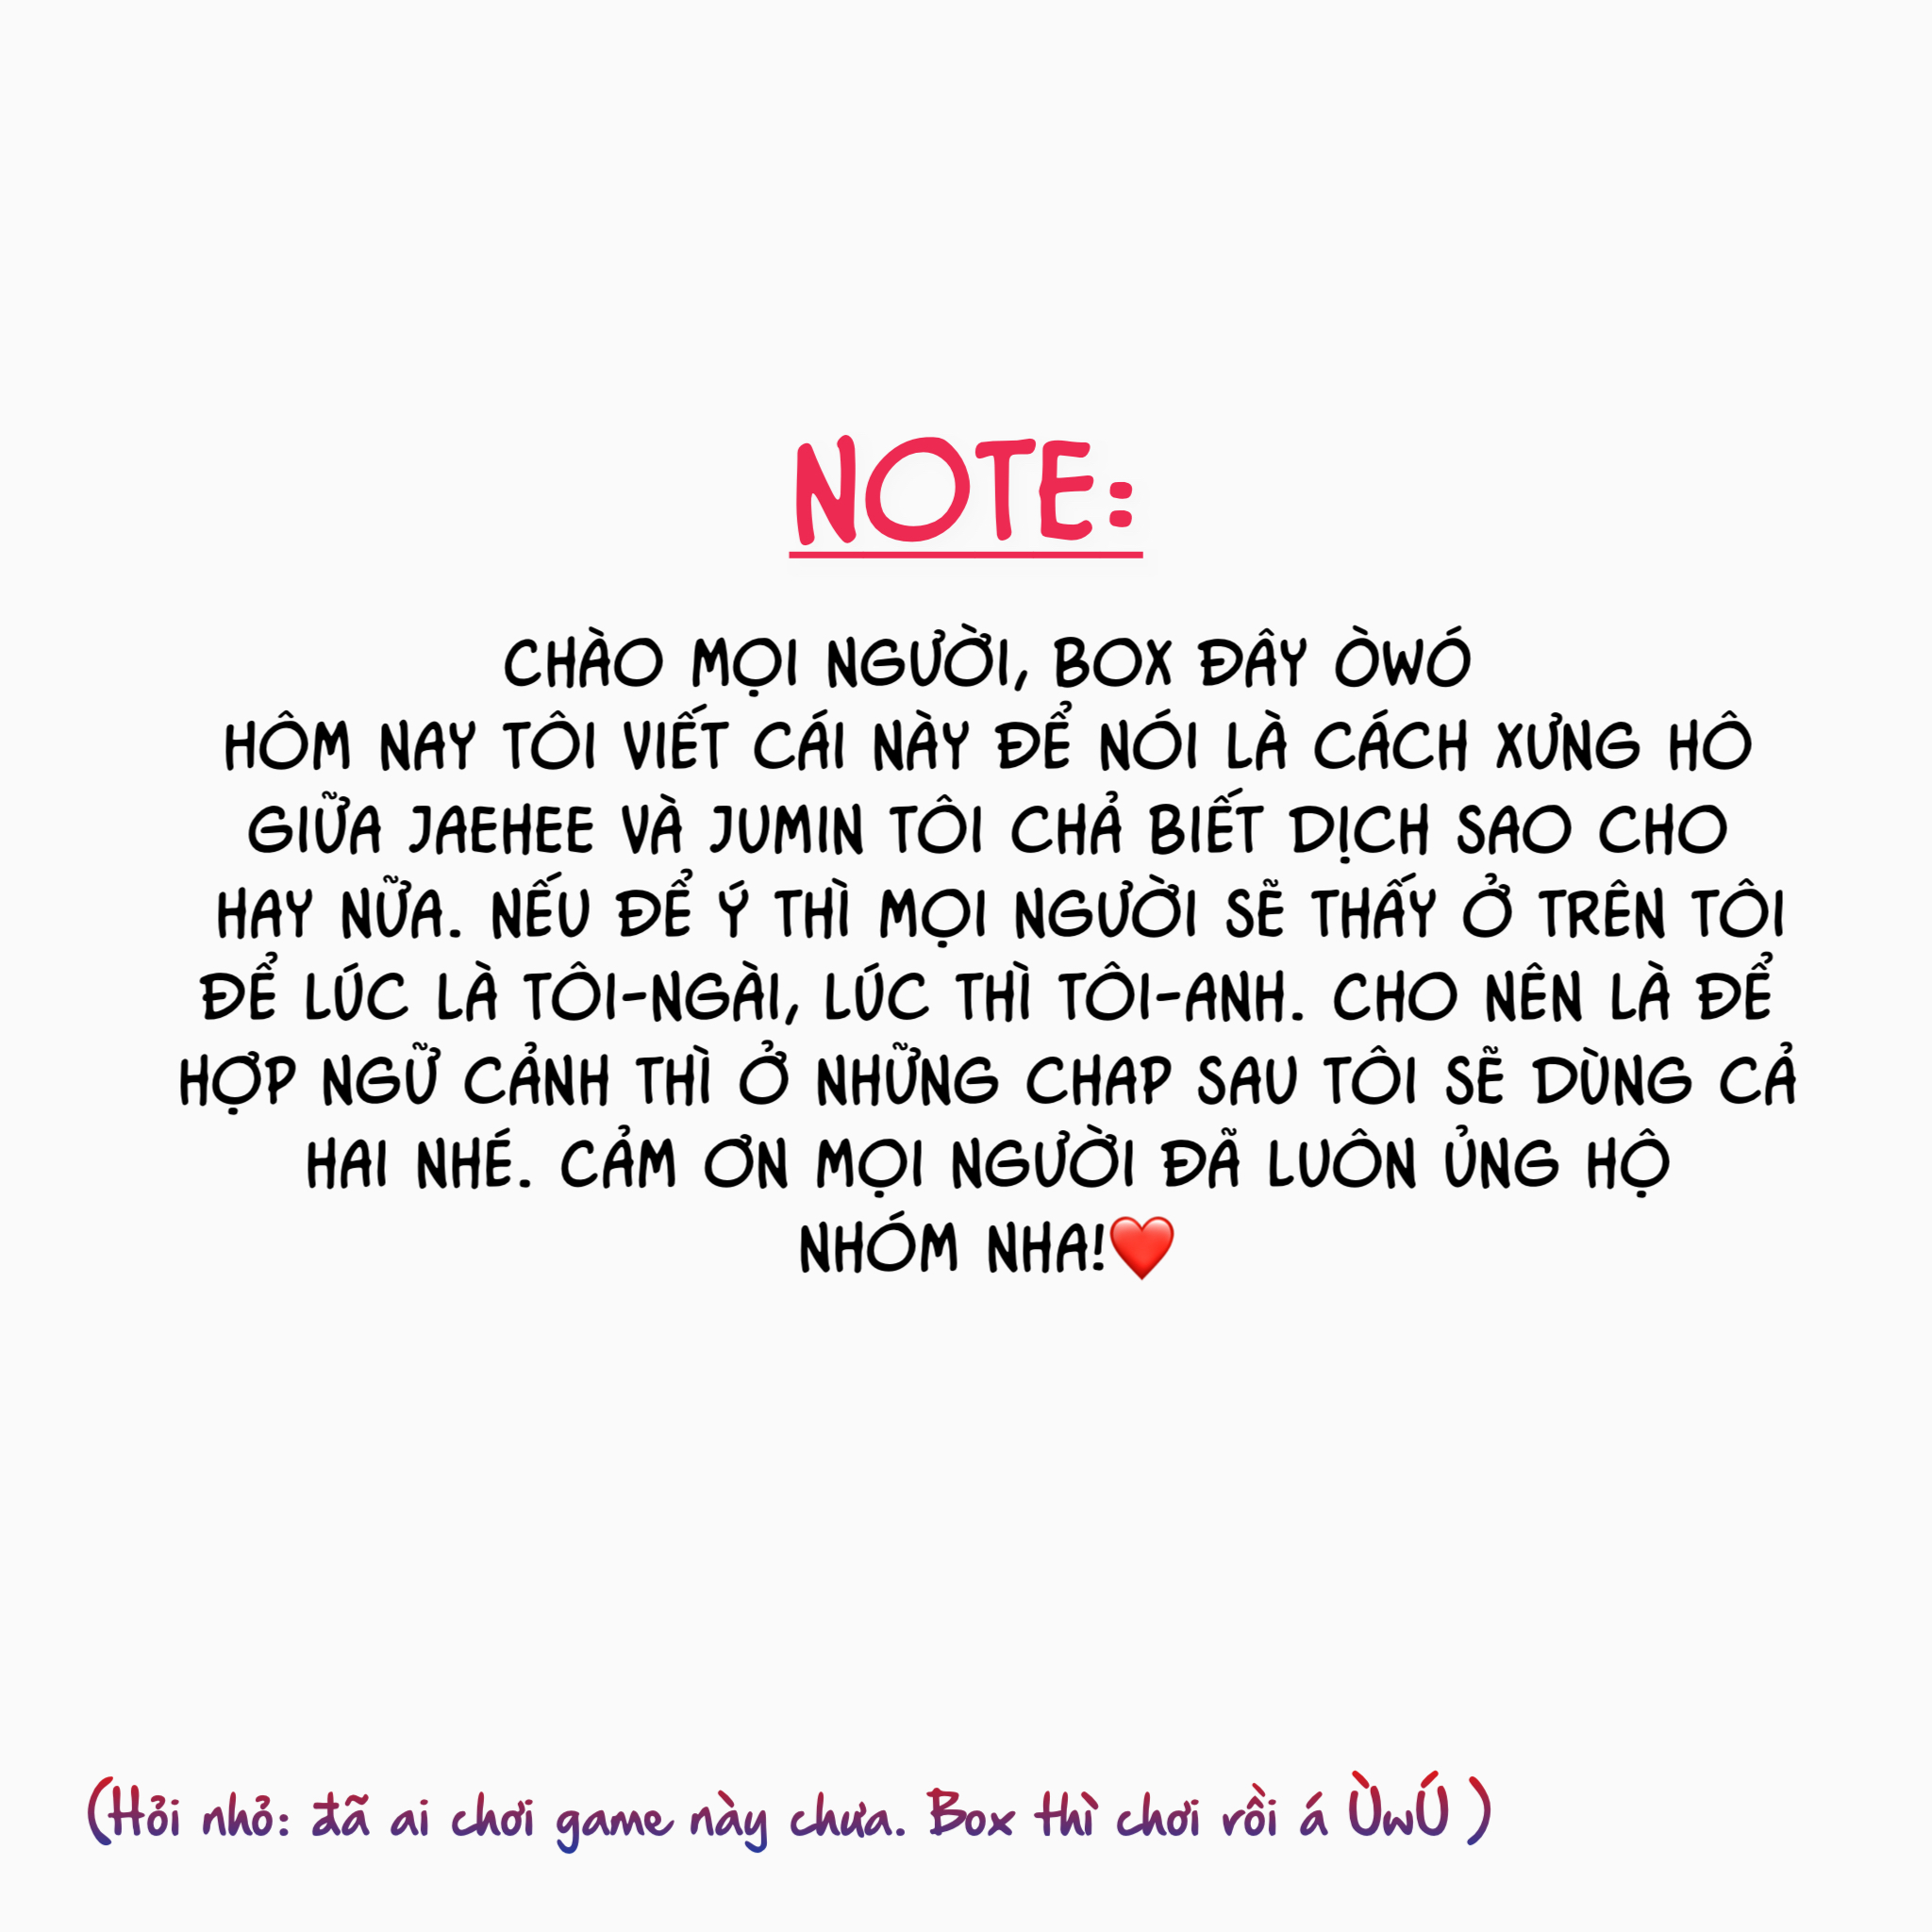 NOTE:
CHÀO MỌI NGƯỜI, BOX ĐÂY ÒWÓ
HÔM NAY TÔI VIẾT CÁI NÀY ĐỂ NÓI LÀ CÁCH XƯNG HÔ
GIỮA JAEHEE VÀ JUMIN TÔI CHẢ BIẾT DỊCH SAO CHO
HAY NỮA. NẾU ĐỂ Ý THÌ MỌI NGƯỜI SẼ THẤY Ở TRÊN TÔI
ĐỂ LÚC LÀ TÔI-NGÀI, LÚC THÌ TÔI-ANH. CHO NÊN LÀ ĐỂ
HỢP NGỮ CẢNH THÌ Ở NHỮNG CHAP SAU TÔI SẼ DÙNG CẢ
HAI NHÉ. CẢM ƠN MỌI NGƯỜI ĐÃ LUÔN ỦNG HỘ
NHÓM NHA!❤️
(Hỏi nhỏ: đã ai chơi game này chưa. Box thì chơi rồi á ÙwÚ)